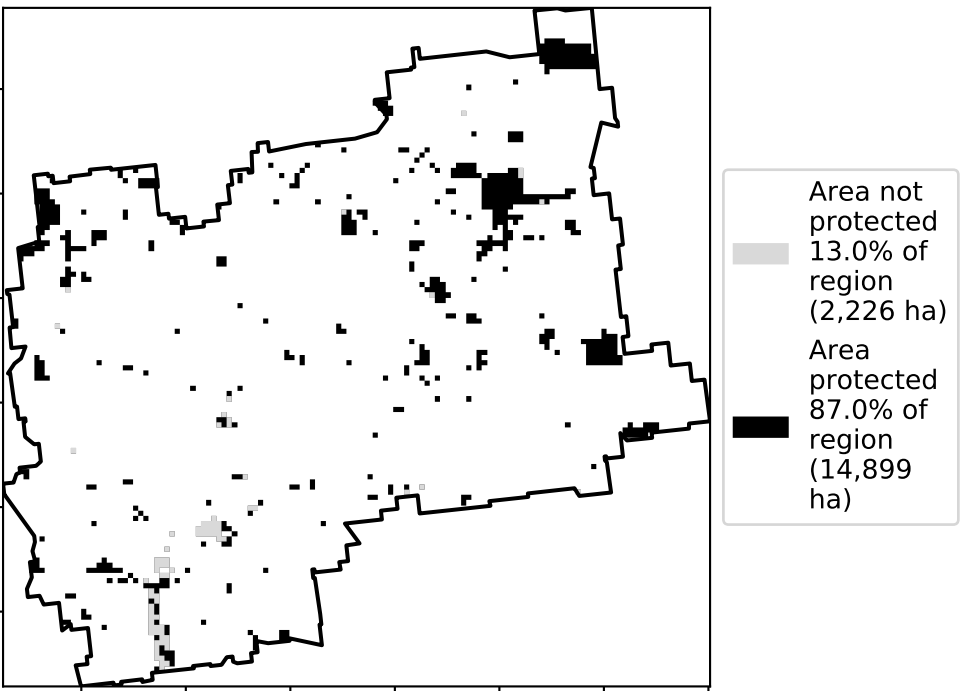 Area not
protected
13.0% of
region
(2,226 ha)
Area
protected
87.0% of
region
(14,899
ha)